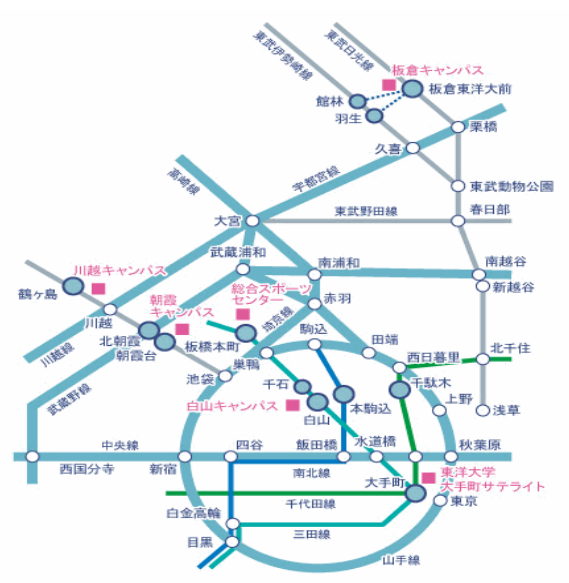 東武伊勢崎線
東武日光線
板倉キャンパス
板倉東洋大前
館林
羽生
栗橋
久喜
高崎線
宇都宮線
東武動物公園
大宮
東武野田線
春日部
武蔵浦和
川越キャンパス
南浦和
南越谷
鶴ヶ島
総合スポーツ
センター
新越谷
朝霞
キャンパス
赤羽
川越
埼京線
北朝霞
朝霞台
板橋本町
駒込
川越線
巣鴨
田端
西日暮里
北千住
池袋
武蔵野線
千石
千駄木
白山キャンパス
白山
本駒込
上野
浅草
中央線
四谷
飯田橋
水道橋
秋葉原
西国分寺
新宿
南北線
東洋大学
大手町サテライト
大手町
千代田線
東京
白金高輪
三田線
目黒
山手線